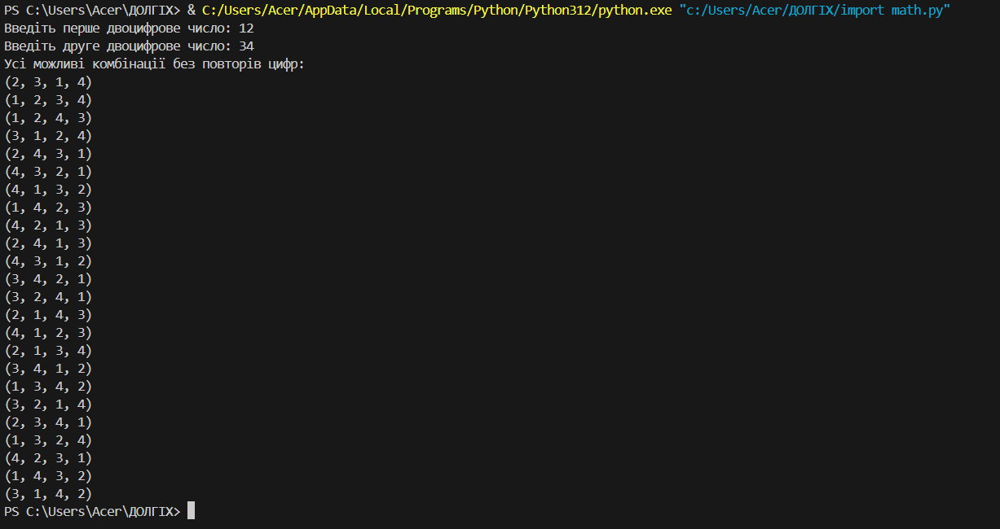 PS C:\Users\Acer\ДОЛГІХ> & C:/Users/Acer/AppData/Local/Programs/Python/Python312/python.exe "c:/Users/Acer/ДОЛГІХ/import math.py"
Введіть перше двоцифрове число: 12
Введіть друге двоцифрове число: 34
Усі можливі комбінації без повторів цифр:
(2, 3, 1, 4)
(1, 2, 3, 4)
(1, 2, 4, 3)
(3, 1, 2, 4)
(2, 4, 3, 1)
(4, 3, 2, 1)
(4, 1, 3, 2)
(1, 4, 2, 3)
(4, 2, 1, 3)
(2, 4, 1, 3)
(4, 3, 1, 2)
(3, 4, 2, 1)
(3, 2, 4, 1)
(2, 1, 4, 3)
(4, 1, 2, 3)
(2, 1, 3, 4)
(3, 4, 1, 2)
(1, 3, 4, 2)
(3, 2, 1, 4)
(2, 3, 4, 1)
(1, 3, 2, 4)
(4, 2, 3, 1)
(1, 4, 3, 2)
(3, 1, 4, 2)
PS C:\Users\Acer\ДОЛГІХ>